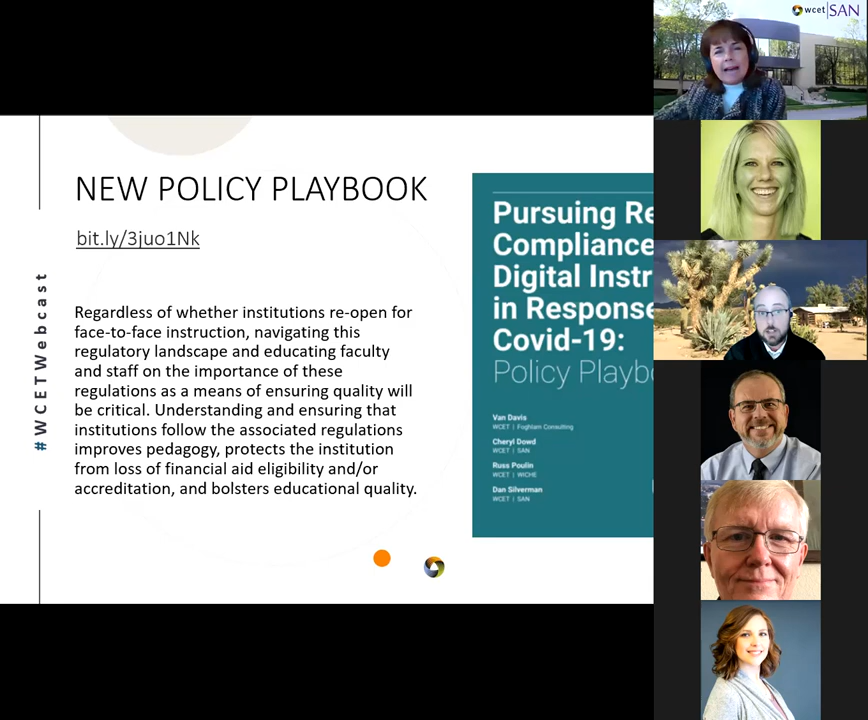 wcet SAN
NEW POLICY PLAYBOOK
bit.ly/3juo1Nk
#WCETWebcast
Regardless of whether institutions re-open for
face-to-face instruction, navigating this
regulatory landscape and educating faculty
and staff on the importance of these
regulations as a means of ensuring quality will
be critical. Understanding and ensuring that
institutions follow the associated regulations
improves pedagogy, protects the institution
from loss of financial aid eligibility and/or
accreditation, and bolsters educational quality.
Pursuing Re
Compliance
Digital Instr
in Response
Covid-19:
Policy Playb
Van Davis
WCET | Foghlam Consulting
Cheryl Dowd
WCET | SAN
Russ Poulin
WCET | WICHE
Dan Silverman
WCET | SAN